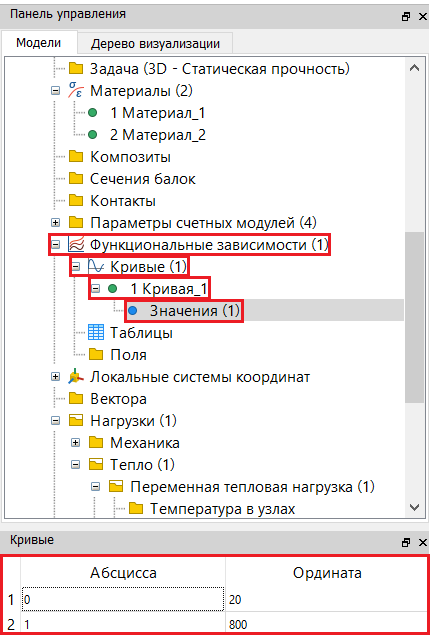 Панель управления
Модели Дерево визуализации
Задача (3D - Статическая прочность)
Материалы (2)
1 Материал_1
2 Материал_2
Композиты
Сечения балок
Контакты
Параметры счетных модулей (4)
Функциональные зависимости (1)
Кривые (1)
1 Кривая_1
Значения (1)
Таблицы
Поля
Локальные системы координат
Вектора
Нагрузки (1)
Механика
Тепло (1)
Переменная тепловая нагрузка (1)
Температура в узлах
Кривые
Абсцисса Ордината
1 0 20
2 1 800